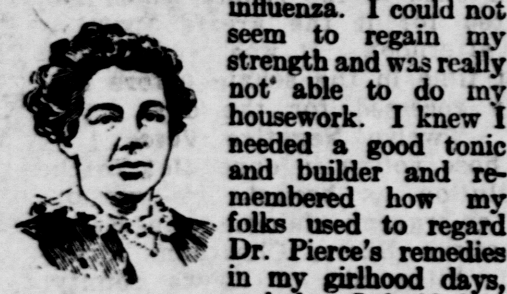 influenza. I could not
seem to regain my
strength and was really
not able to do my
housework. I knew I
needed a good tonic
and builder and re-
membered how my
folks used to regard
Dr. Pierce's remedies
in my girlhood days,